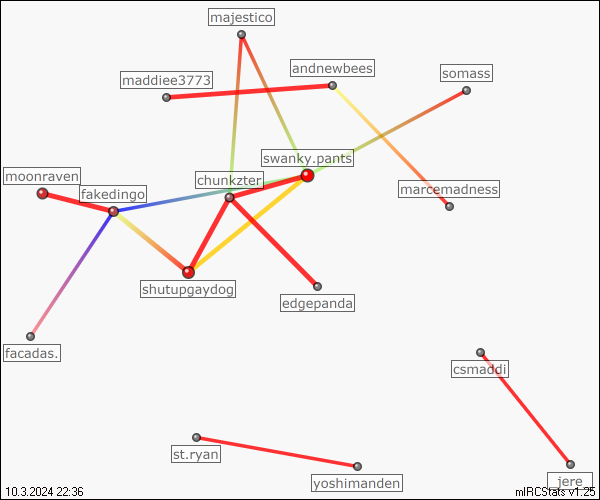 majestico
andnewbees
somass
maddiee3773
swanky.pants
moonraven
chunkzter
fakedingo
marcemadness
shutupgaydog
edgepanda
facadas.
csmaddi
st.ryan
yoshimanden
jere
10.3.2024 22:36
mIRCStats v1.25